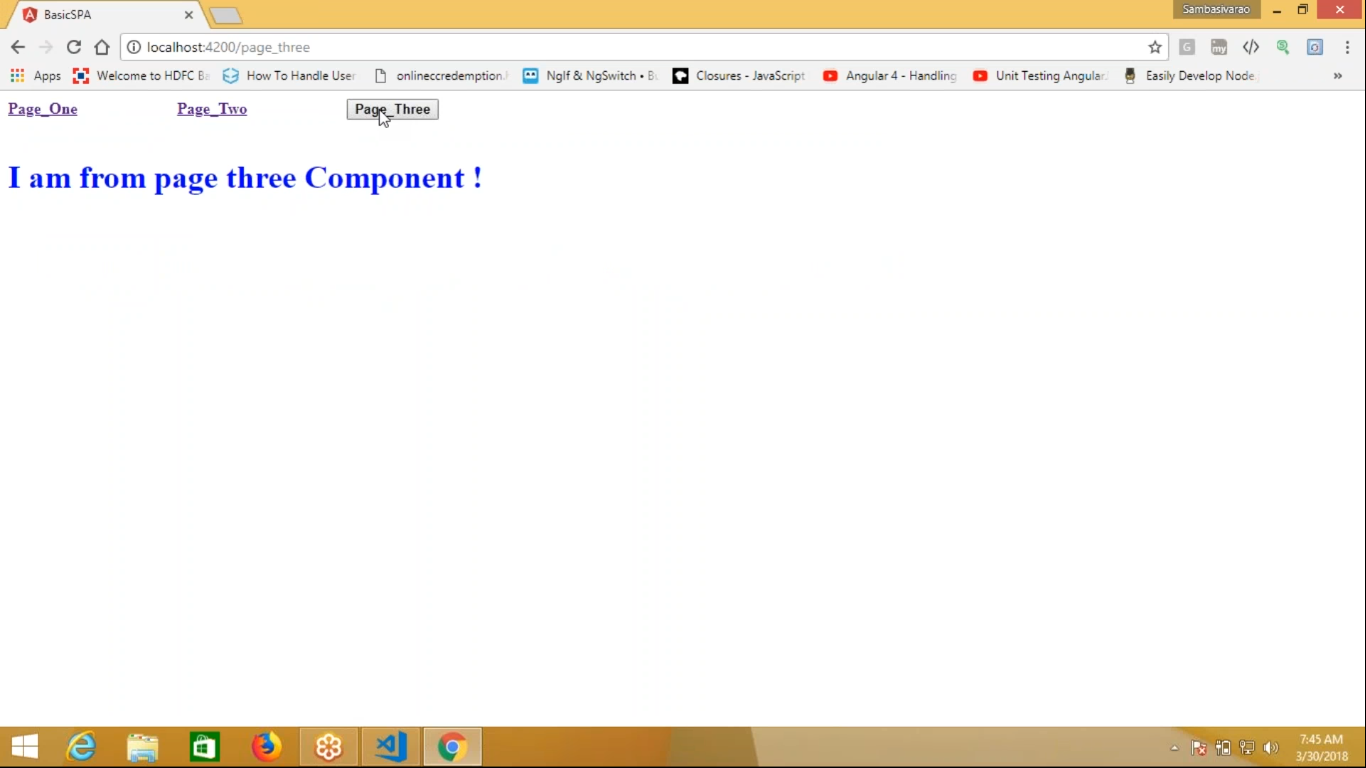 BasicSPA
Sambasivarao
localhost:4200/page_three
Apps Welcome to HDFC Ba How To Handle User onlineccredemption. NgIf & NgSwitch • Bu Closures - JavaScript Angular 4 - Handling Unit Testing Angular Easily Develop Node. »
Page_One Page_Two Page_Three
I am from page three Component !
7:45 AM
3/30/2018